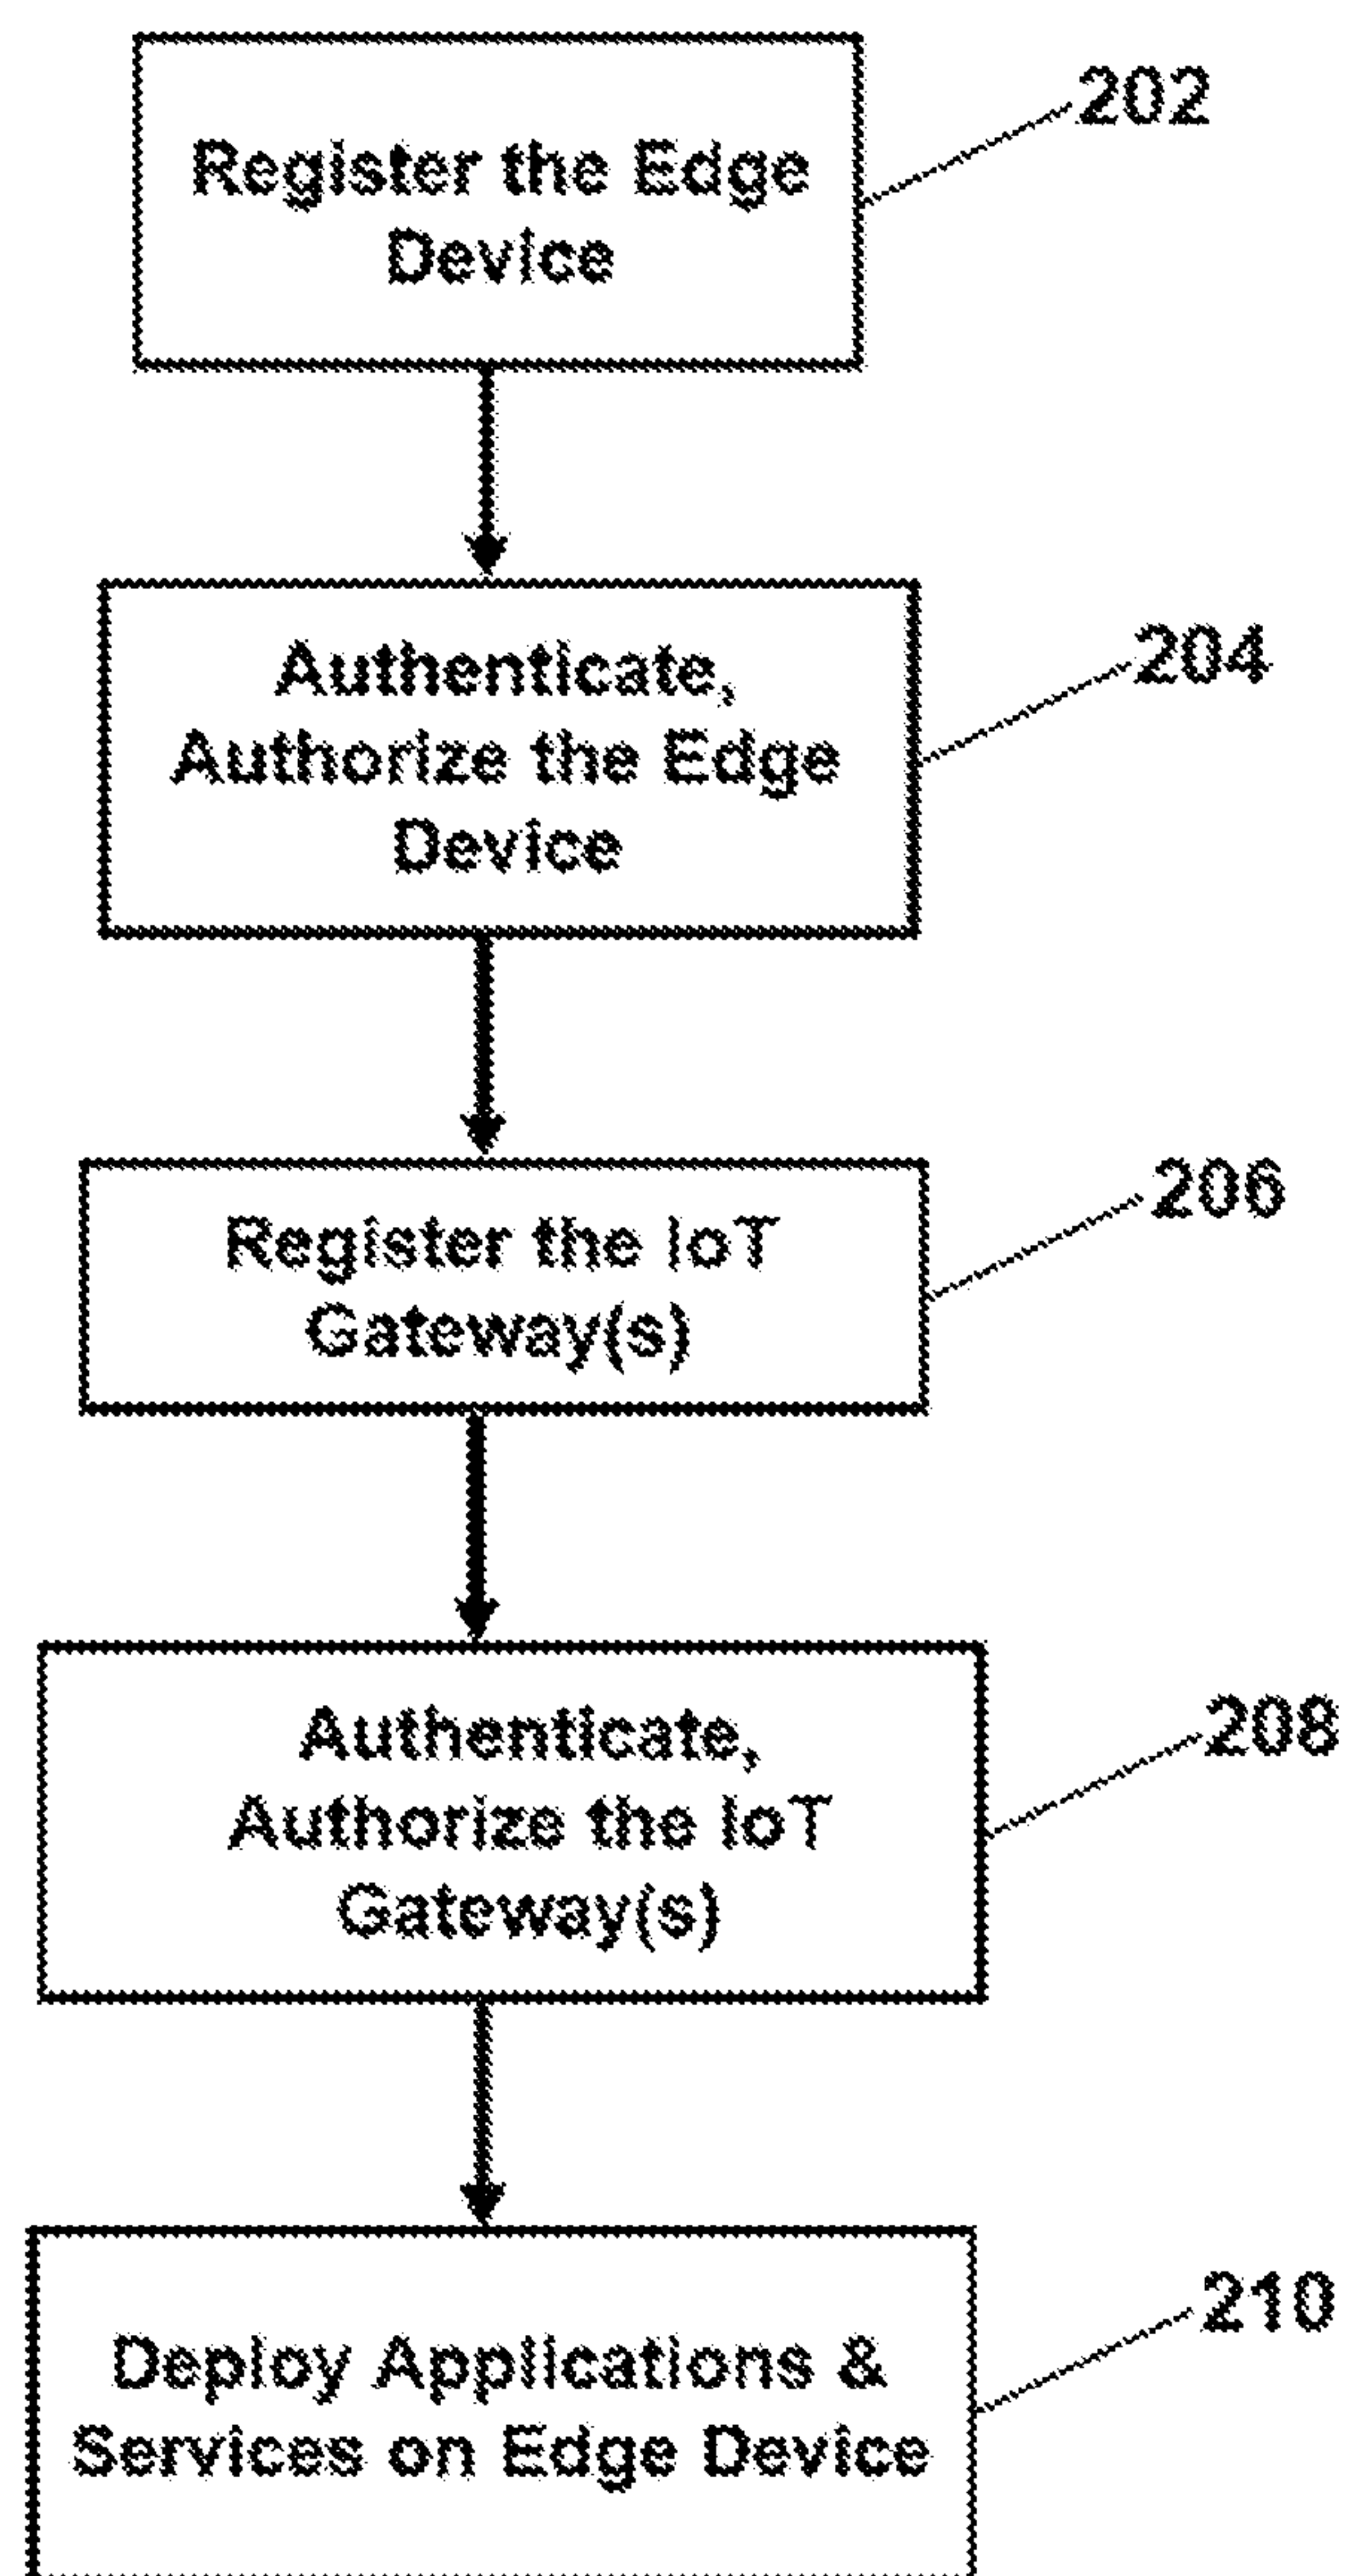 202
Register the Edge
Device
204
Authenticate,
Authorize the Edge
Device
206
Register the IoT
Gateway(s)
208
Authenticate,
Authorize the IoT
Gateway(s)
210
Deploy Applications &
Services on Edge Device